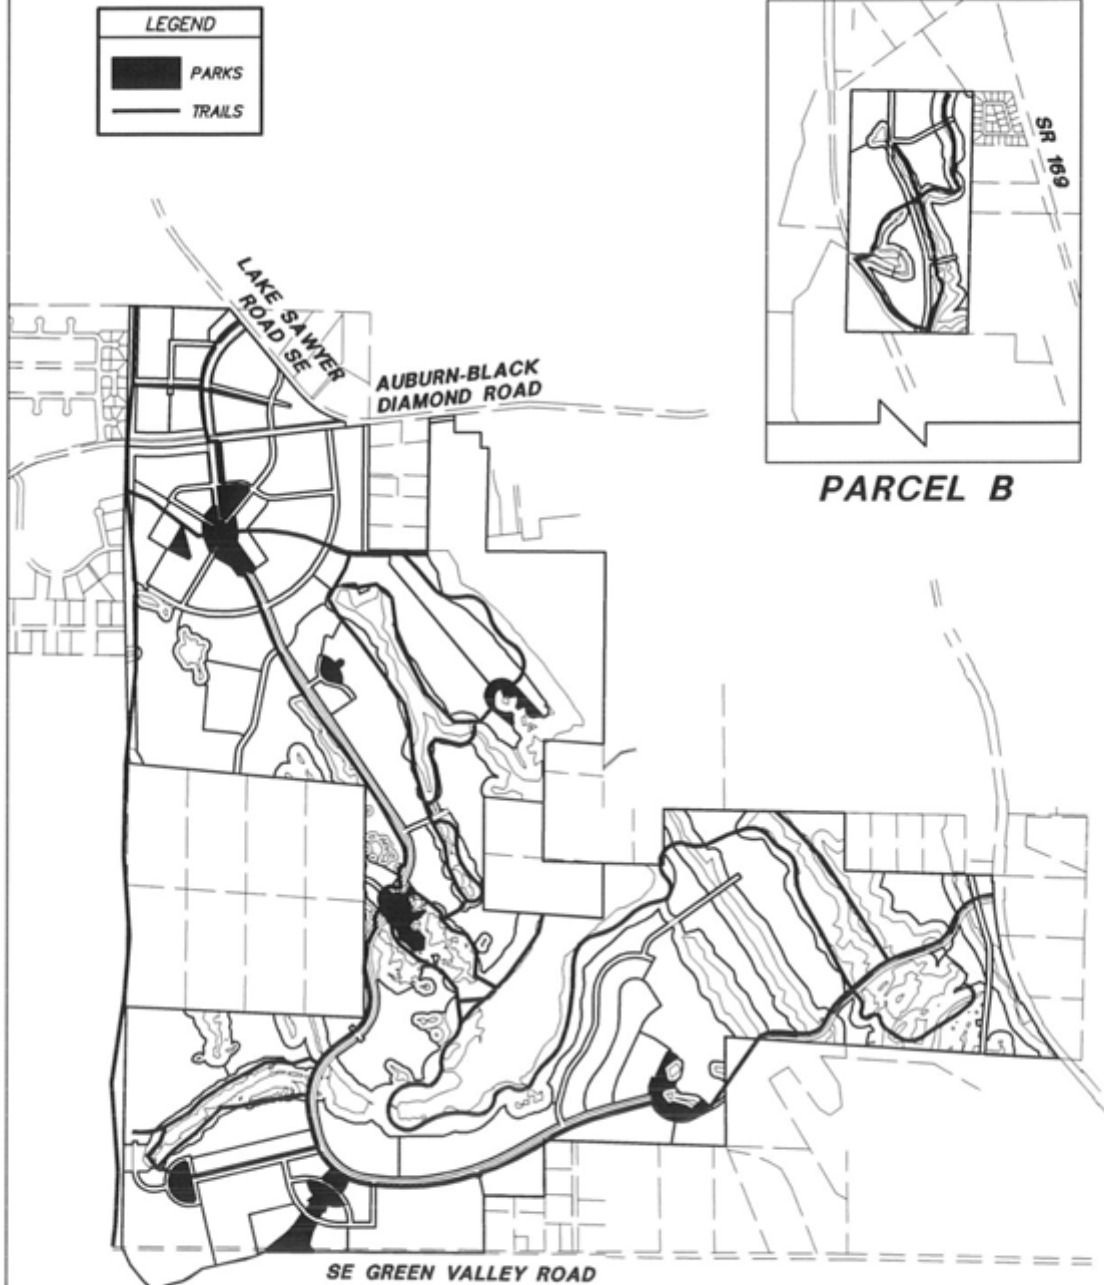 LEGEND
PARKS
TRAILS
SR 169
LAKE SAWYER
ROAD SE
AUBURN-BLACK
DIAMOND ROAD
PARCEL B
SE GREEN VALLEY ROAD